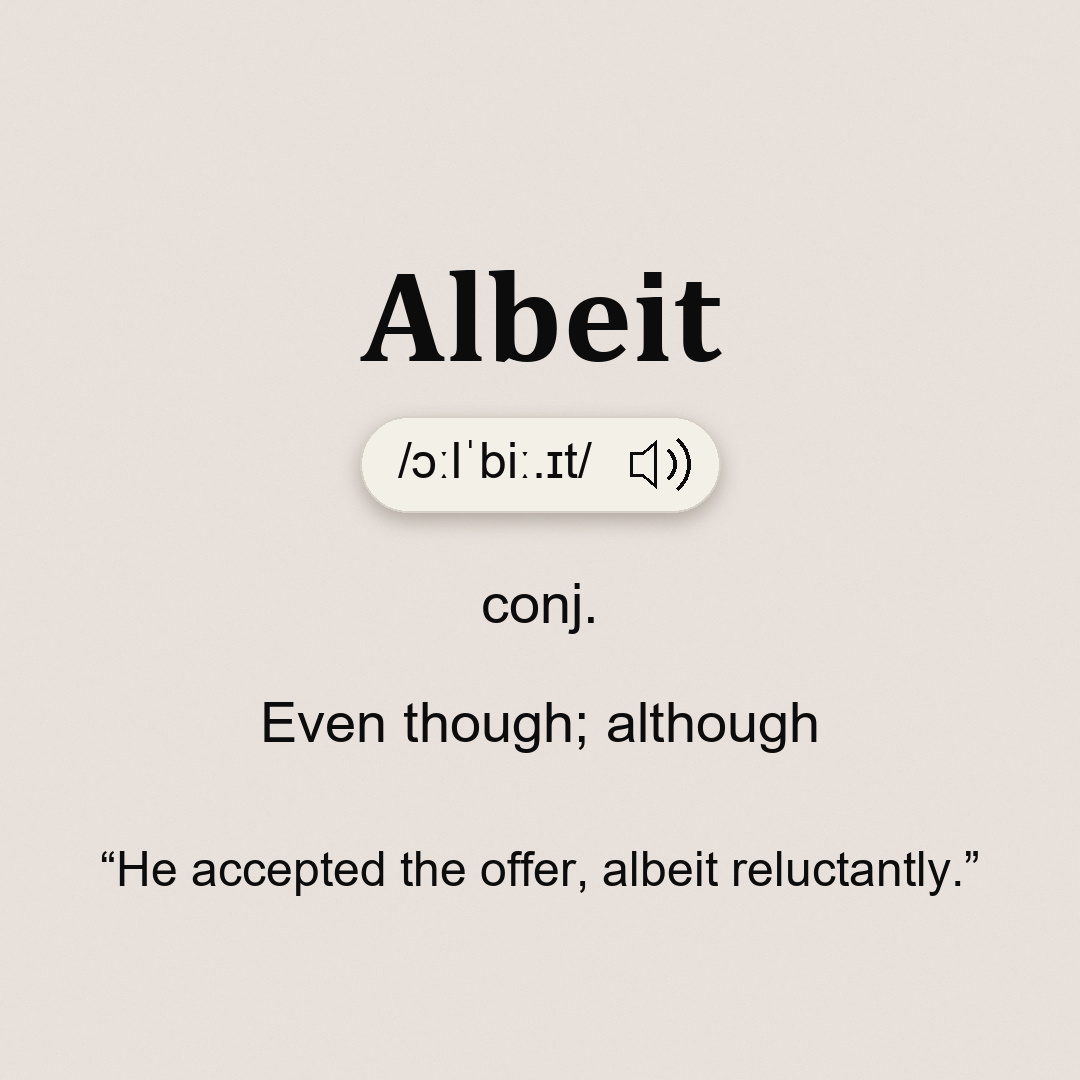 Albeit
/ɔːlˈbiː.ɪt/
conj.
Even though; although
“He accepted the offer, albeit reluctantly.”